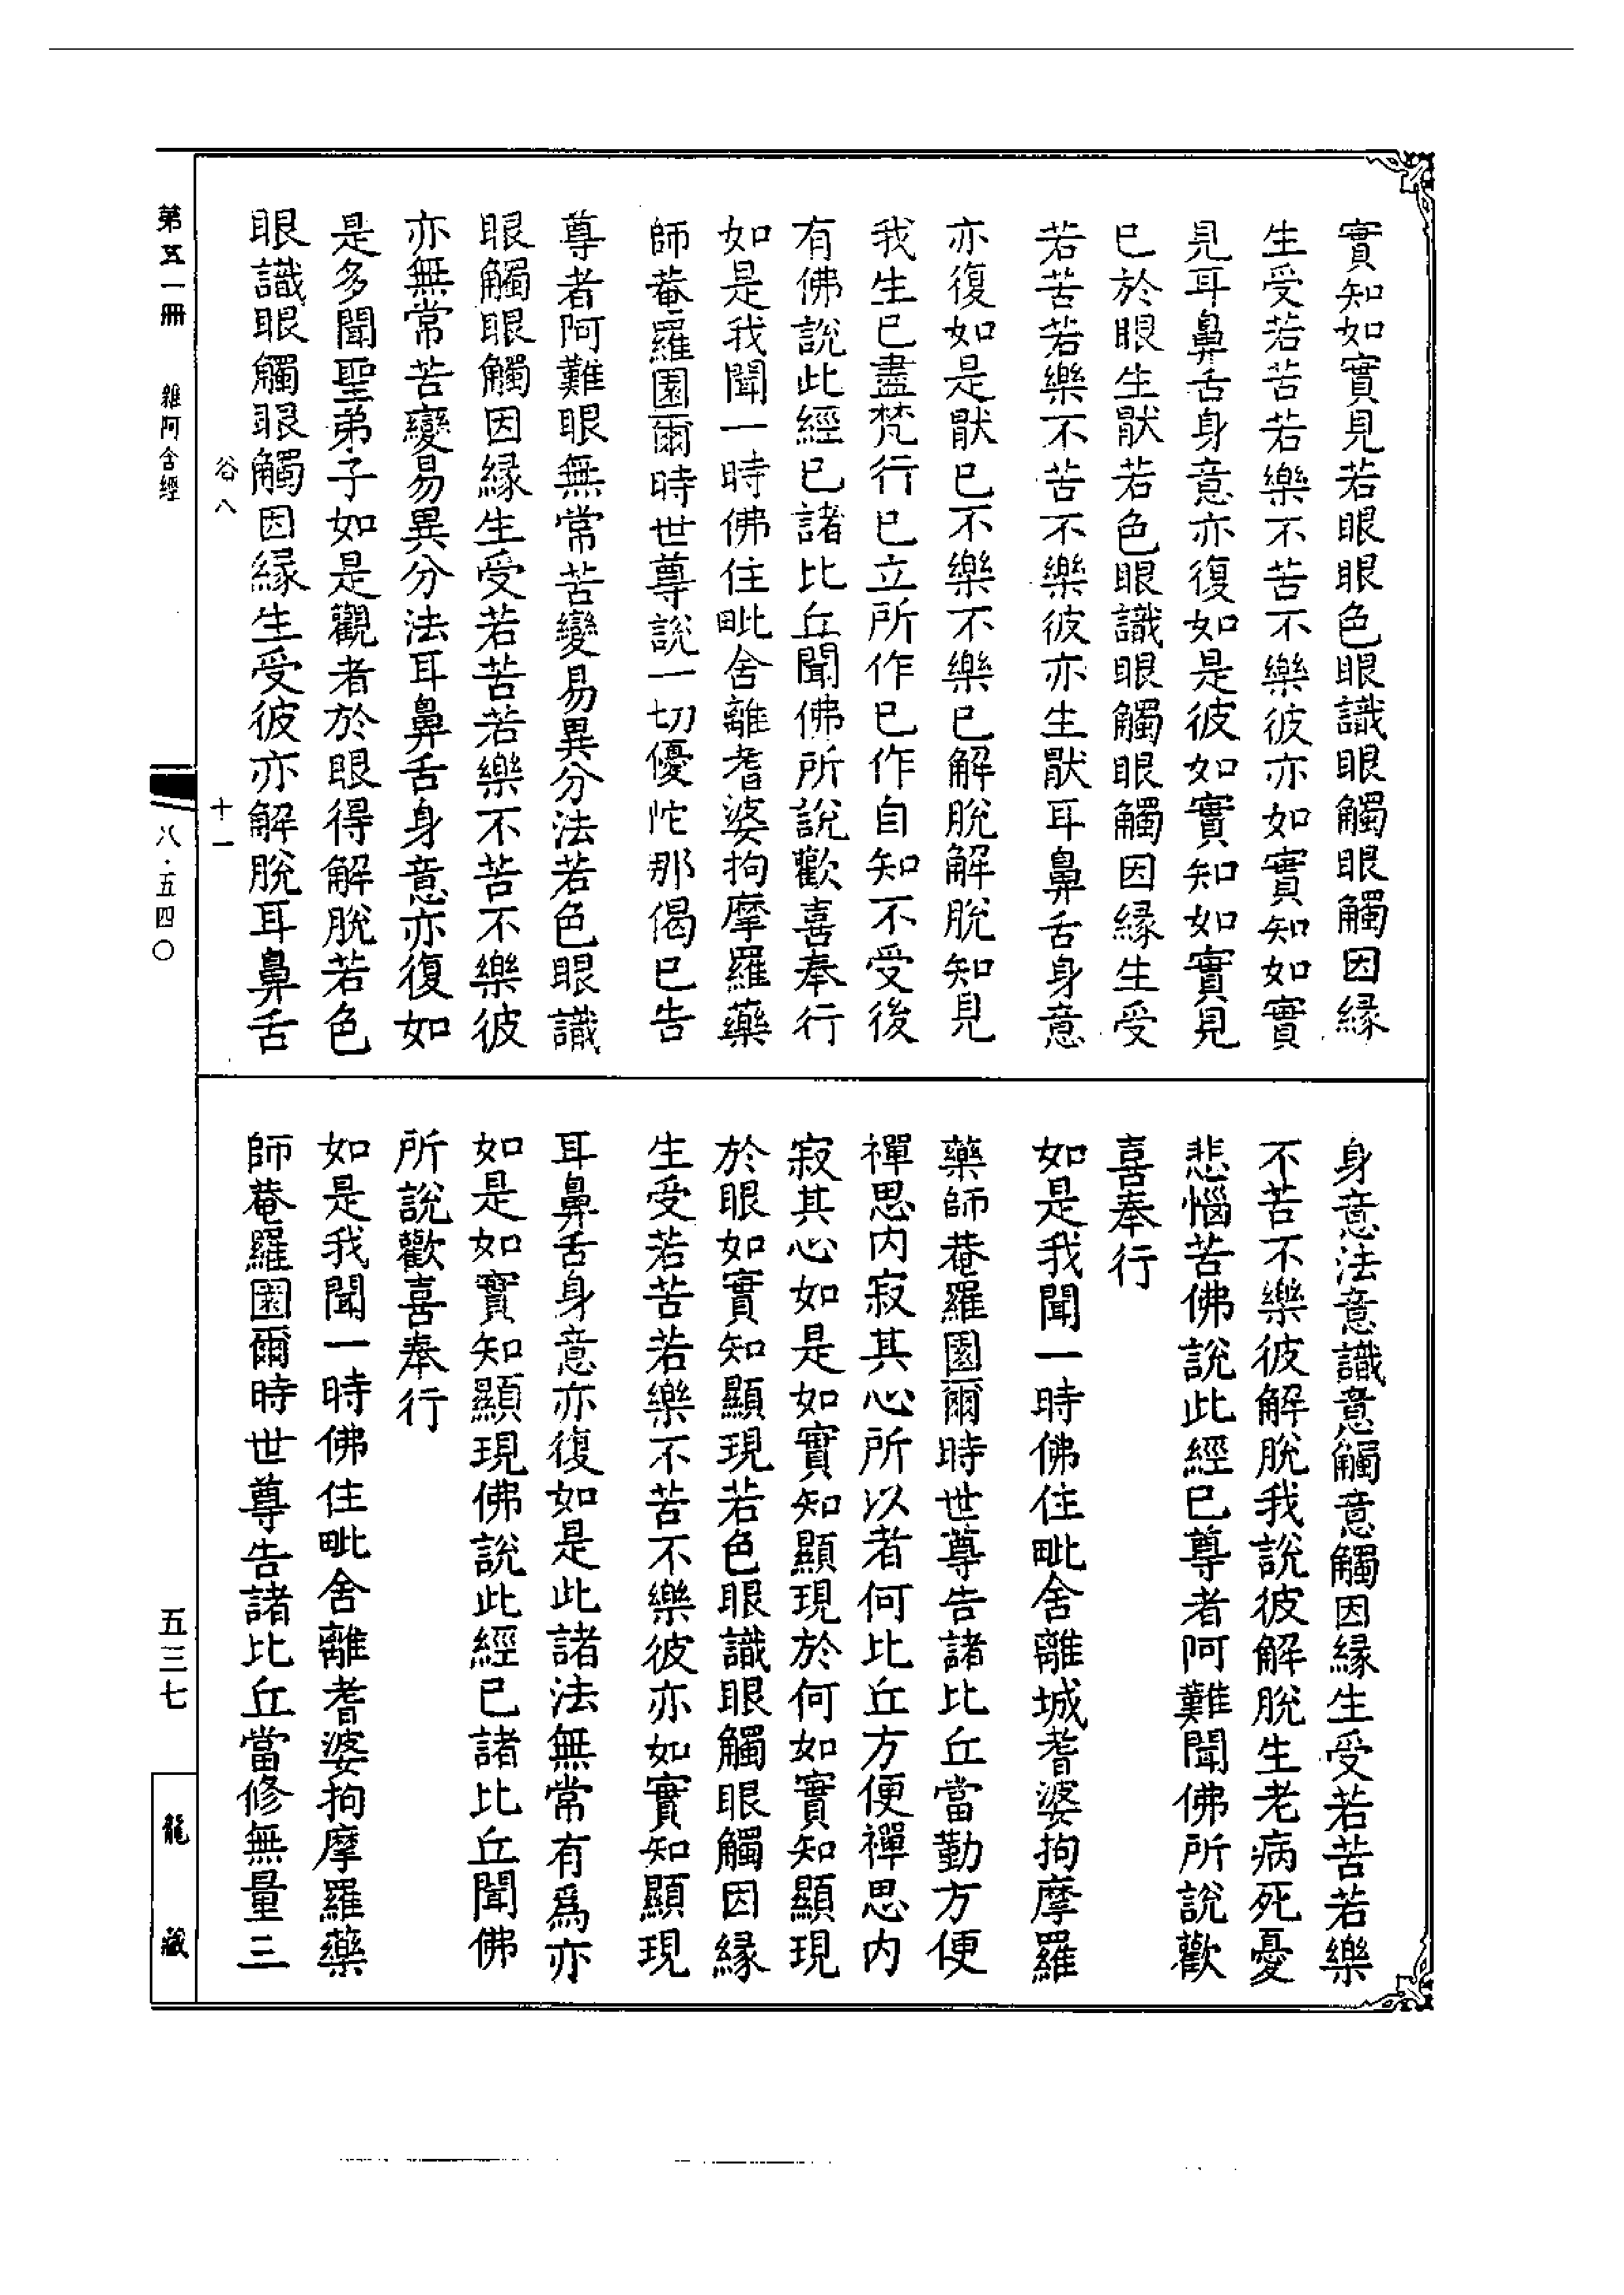 實知如實見若眼眼色眼識眼觸眼觸因緣
生受若苦若樂不苦不樂彼亦如實知如實
見耳鼻舌身意亦復如是彼如實知如實見
已於眼生厭若色眼識眼觸眼觸因緣生受
若苦若樂不苦不樂彼亦生厭耳鼻舌身意
亦復如是厭已不樂不樂已解脫解脫知見
我生已盡梵行已立所作已作自知不受後
有佛說此經已諸比丘聞佛所說歡喜奉行
如是我聞一時佛住毗舍離耆婆拘摩羅藥
師菴羅園爾時世尊說一切優陀那偈已告
尊者阿難眼無常苦變易異分法若色眼識
眼觸眼觸因緣生受若苦若樂不苦不樂彼
亦無常苦變易異分法耳鼻舌身意亦復如
是多聞聖弟子如是觀者於眼得解脫若色
眼識眼觸眼觸因緣生受彼亦解脫耳鼻舌
身意法意識意觸意觸因緣生受若苦若樂
不苦不樂彼解脫我說彼解脫生老病死憂
悲惱苦佛說此經已尊者阿難聞佛所說歡
喜奉行
如是我聞一時佛住毗舍離城耆婆拘摩羅
藥師菴羅園爾時世尊告諸比丘當勤方便
禪思內寂其心所以者何比丘方便禪思內
寂其心如是如實知顯現於何如實知顯現
於眼如實知顯現若色眼識眼觸眼觸因緣
生受若苦若樂不苦不樂彼亦如實知顯現
耳鼻舌身意亦復如是此諸法無常有為亦
如是如實知顯現佛說此經已諸比丘聞佛
所說歡喜奉行
如是我聞一時佛住毗舍離耆婆拘摩羅藥
師菴羅園爾時世尊告諸比丘當修無量三
谷八 十一
第五一冊 雜阿含經 八·五四〇 五三七 龍藏